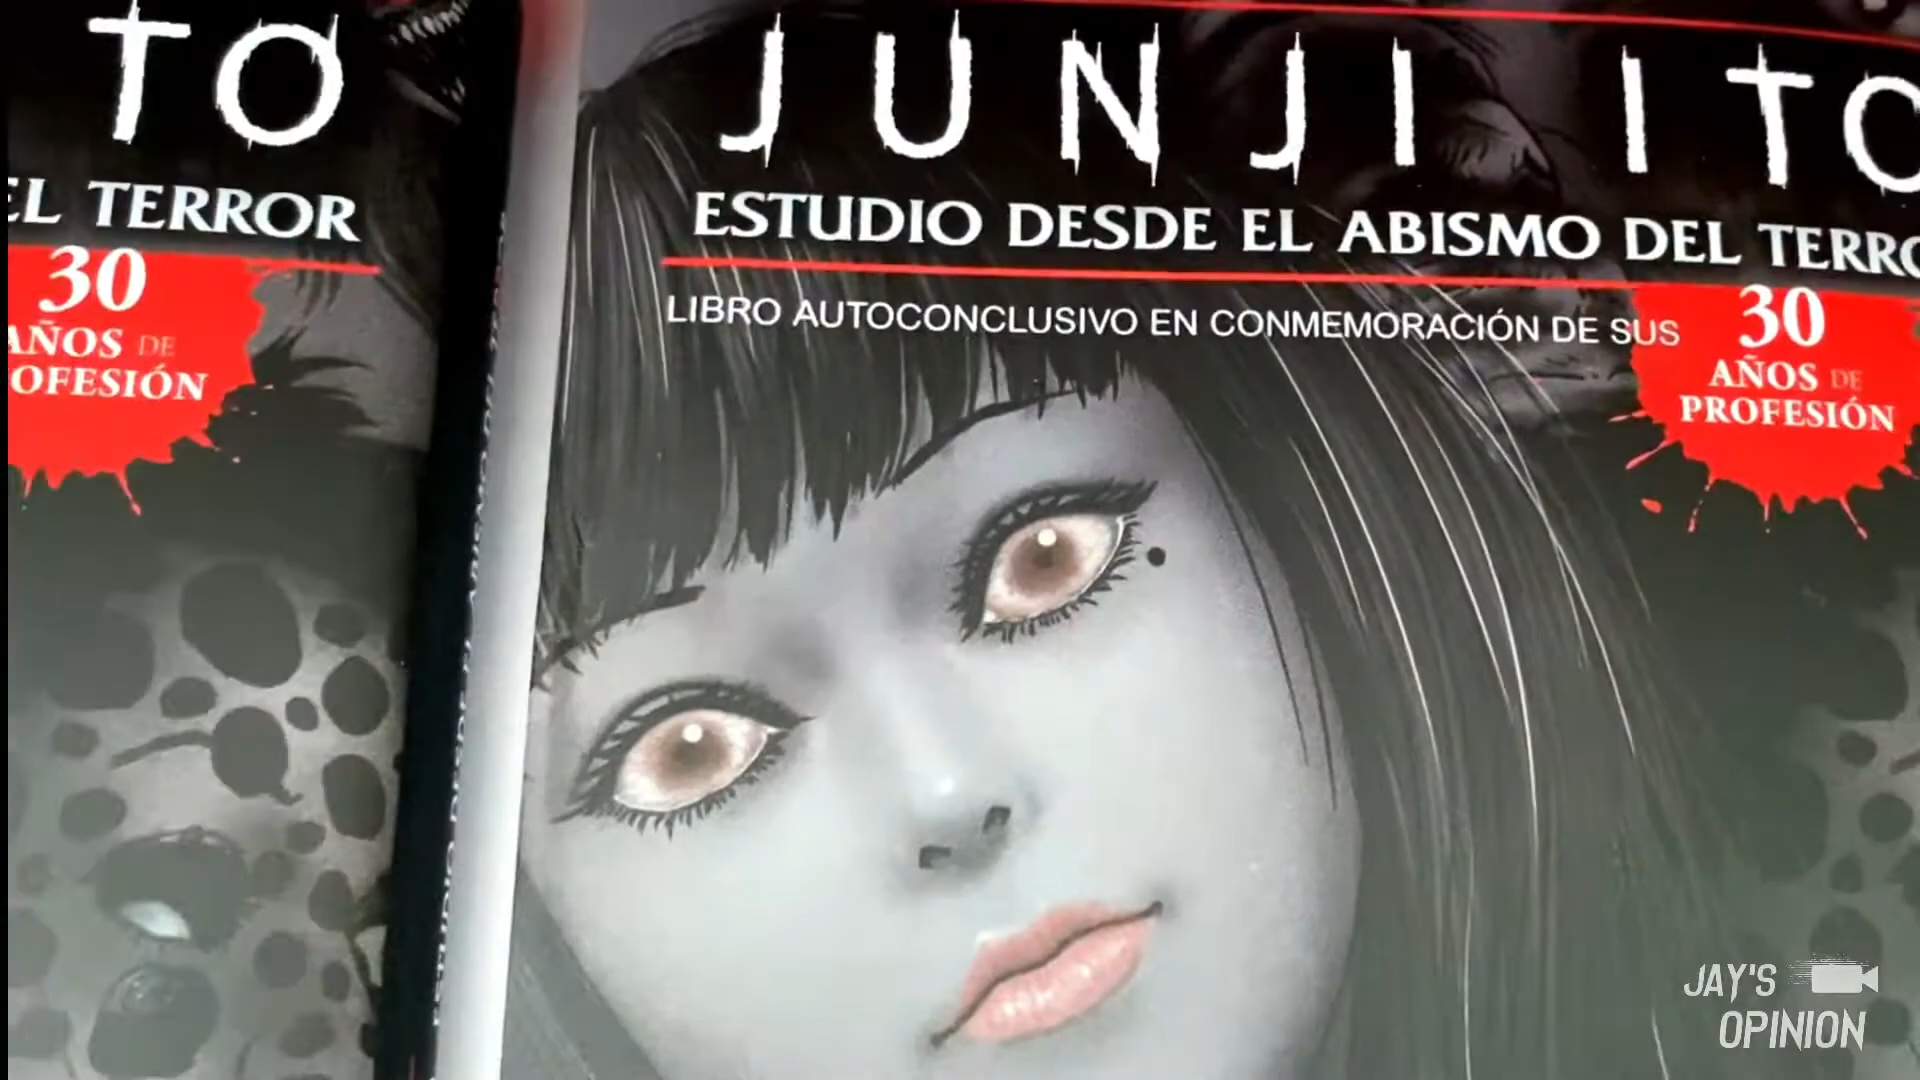 TO
EL TERROR
30
AÑOS DE
OFESIÓN
JUNJI ITO
ESTUDIO DESDE EL ABISMO DEL TERRO
LIBRO AUTOCONCLUSIVO EN CONMEMORACIÓN DE SUS
30
AÑOS DE
PROFESIÓN
JAY'S
OPINION